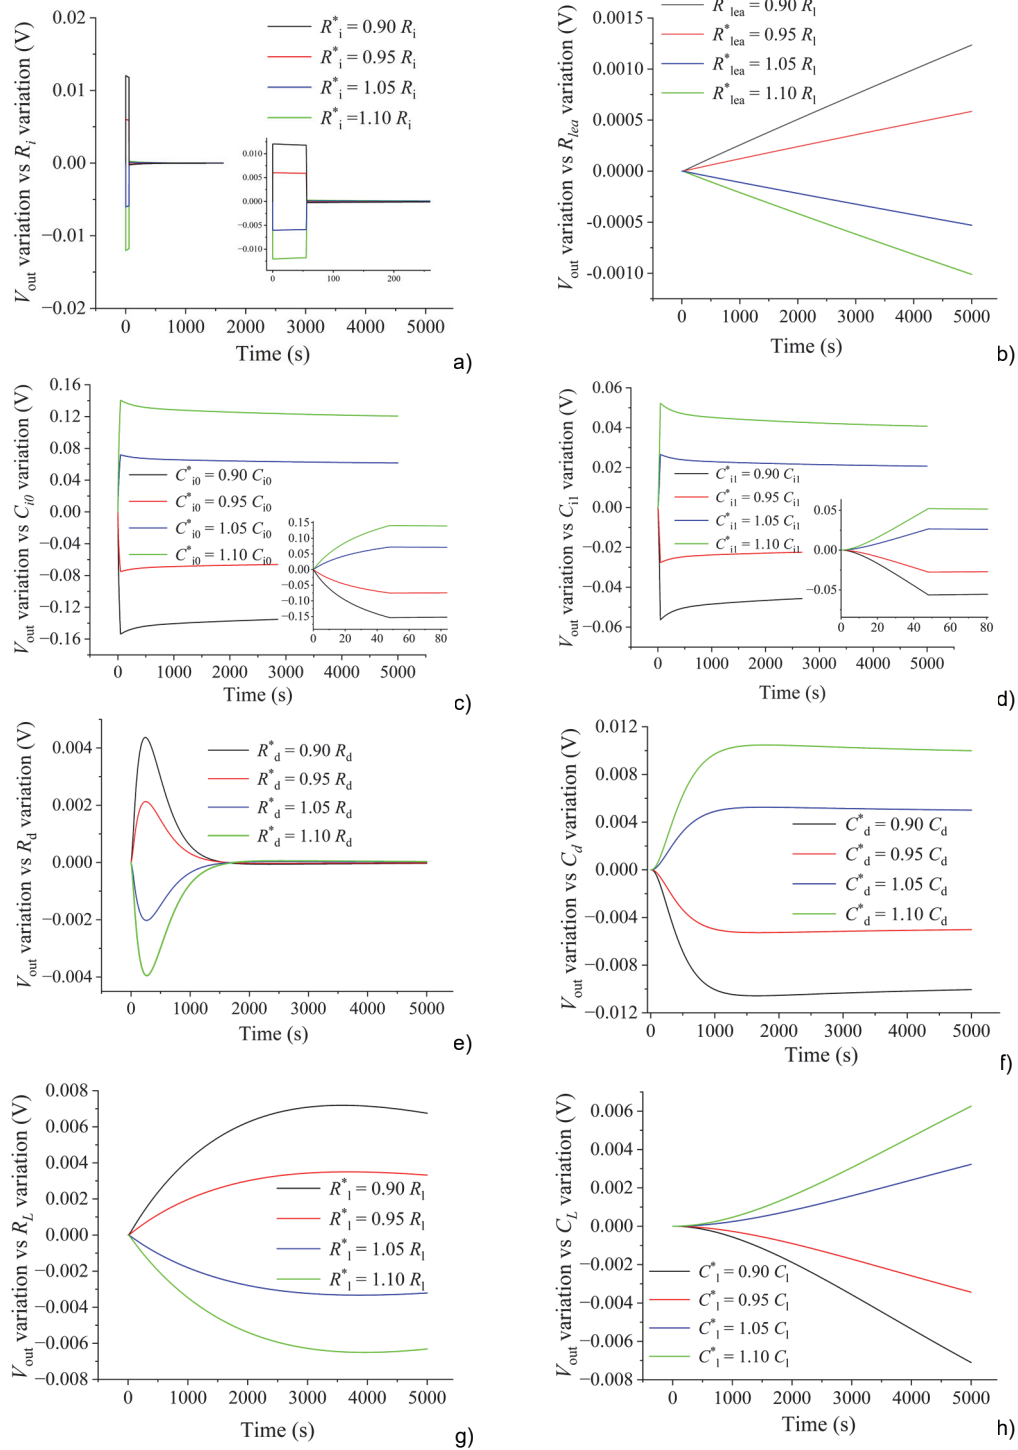 V_out variation vs R_i variation (V)
0.02
0.01
0.00
−0.01
−0.02
R*_i = 0.90 R_i
R*_i = 0.95 R_i
R*_i = 1.05 R_i
R*_i =1.10 R_i
0.010
0.005
0.000
−0.005
−0.010
0 100 200
0 1000 2000 3000 4000 5000
Time (s)
a)
V_out variation vs R_lea variation (V)
0.0015
0.0010
0.0005
0.0000
-0.0005
-0.0010
R*_lea = 0.90 R_l
R*_lea = 0.95 R_l
R*_lea = 1.05 R_l
R*_lea = 1.10 R_l
0 1000 2000 3000 4000 5000
Time (s)
b)
V_out variation vs C_i0 variation (V)
0.16
0.12
0.08
0.04
0.00
−0.04
−0.08
−0.12
−0.16
C*_i0 = 0.90 C_i0
C*_i0 = 0.95 C_i0
C*_i0 = 1.05 C_i0
C*_i0 = 1.10 C_i0
0.15
0.10
0.05
0.00
−0.05
−0.10
−0.15
0 20 40 60 80
0 1000 2000 3000 4000 5000
Time (s)
c)
V_out variation vs C_i1 variation (V)
0.06
0.04
0.02
0.00
−0.02
−0.04
−0.06
C*_i1 = 0.90 C_i1
C*_i1 = 0.95 C_i1
C*_i1 = 1.05 C_i1
C*_i1 = 1.10 C_i1
0.05
0.00
−0.05
0 20 40 60 80
0 1000 2000 3000 4000 5000
Time (s)
d)
V_out variation vs R_d variation (V)
0.004
0.002
0.000
−0.002
−0.004
R*_d = 0.90 R_d
R*_d = 0.95 R_d
R*_d = 1.05 R_d
R*_d = 1.10 R_d
0 1000 2000 3000 4000 5000
Time (s)
e)
V_out variation vs C_d variation (V)
0.012
0.008
0.004
0.000
−0.004
−0.008
−0.012
C*_d = 0.90 C_d
C*_d = 0.95 C_d
C*_d = 1.05 C_d
C*_d = 1.10 C_d
0 1000 2000 3000 4000 5000
Time (s)
f)
V_out variation vs R_L variation (V)
0.008
0.006
0.004
0.002
0.000
−0.002
−0.004
−0.006
−0.008
R*_l = 0.90 R_l
R*_l = 0.95 R_l
R*_l = 1.05 R_l
R*_l = 1.10 R_l
0 1000 2000 3000 4000 5000
Time (s)
g)
V_out variation vs C_L variation (V)
0.006
0.004
0.002
0.000
−0.002
−0.004
−0.006
−0.008
C*_l = 0.90 C_l
C*_l = 0.95 C_l
C*_l = 1.05 C_l
C*_l = 1.10 C_l
0 1000 2000 3000 4000 5000
Time (s)
h)